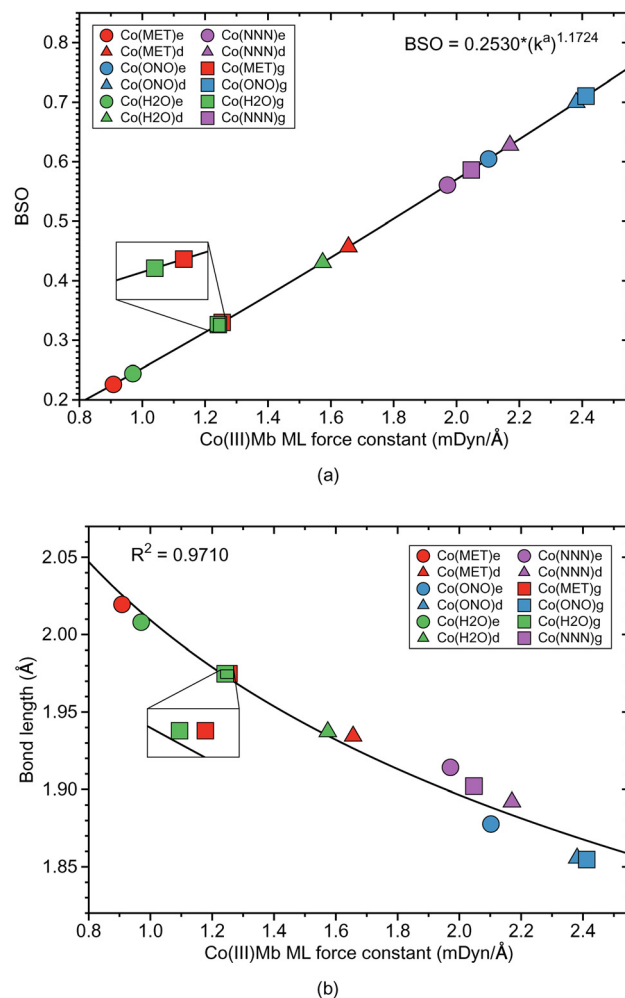 Co(MET)e Co(NNN)e
Co(MET)d Co(NNN)d
Co(ONO)e Co(MET)g
Co(ONO)d Co(ONO)g
Co(H2O)e Co(H2O)g
Co(H2O)d Co(NNN)g
BSO = 0.2530*(kᵃ)¹·¹⁷²⁴
0.8
0.7
0.6
0.5
0.4
0.3
0.2
BSO
0.8 1.0 1.2 1.4 1.6 1.8 2.0 2.2 2.4
Co(III)Mb ML force constant (mDyn/Å)
(a)
R² = 0.9710
Co(MET)e Co(NNN)e
Co(MET)d Co(NNN)d
Co(ONO)e Co(MET)g
Co(ONO)d Co(ONO)g
Co(H2O)e Co(H2O)g
Co(H2O)d Co(NNN)g
2.05
2.00
1.95
1.90
1.85
Bond length (Å)
0.8 1.0 1.2 1.4 1.6 1.8 2.0 2.2 2.4
Co(III)Mb ML force constant (mDyn/Å)
(b)